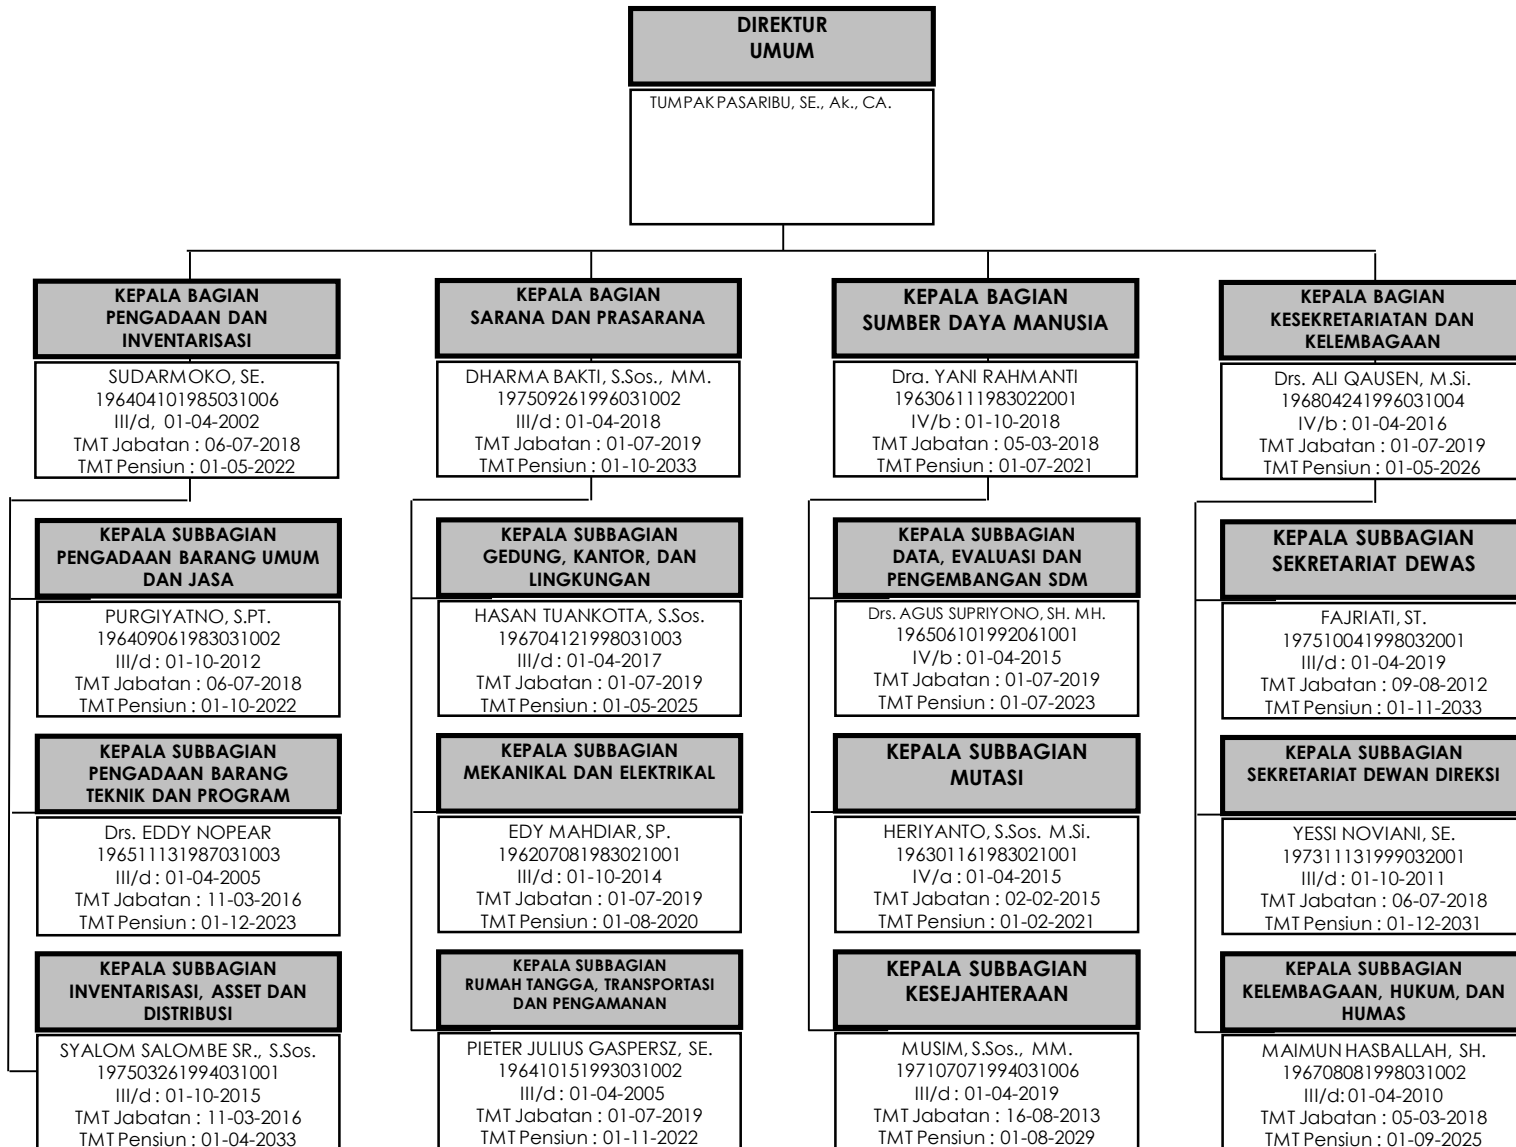 DIREKTUR
UMUM
TUMPAK PASARIBU, SE., Ak., CA.
KEPALA BAGIAN
PENGADAAN DAN
INVENTARISASI
SUDARMOKO, SE.
196404101985031006
III/d, 01-04-2002
TMT Jabatan : 06-07-2018
TMT Pensiun : 01-05-2022
KEPALA SUBBAGIAN
PENGADAAN BARANG UMUM
DAN JASA
PURGIYATNO, S.PT.
196409061983031002
III/d : 01-10-2012
TMT Jabatan : 06-07-2018
TMT Pensiun : 01-10-2022
KEPALA SUBBAGIAN
PENGADAAN BARANG
TEKNIK DAN PROGRAM
Drs. EDDY NOPEAR
196511131987031003
III/d : 01-04-2005
TMT Jabatan : 11-03-2016
TMT Pensiun : 01-12-2023
KEPALA SUBBAGIAN
INVENTARISASI, ASSET DAN
DISTRIBUSI
SYALOM SALOMBE SR., S.Sos.
197503261994031001
III/d : 01-10-2015
TMT Jabatan : 11-03-2016
TMT Pensiun : 01-04-2033
KEPALA BAGIAN
SARANA DAN PRASARANA
DHARMA BAKTI, S.Sos., MM.
197509261996031002
III/d : 01-04-2018
TMT Jabatan : 01-07-2019
TMT Pensiun : 01-10-2033
KEPALA SUBBAGIAN
GEDUNG, KANTOR, DAN
LINGKUNGAN
HASAN TUANKOTTA, S.Sos.
196704121998031003
III/d : 01-04-2017
TMT Jabatan : 01-07-2019
TMT Pensiun : 01-05-2025
KEPALA SUBBAGIAN
MEKANIKAL DAN ELEKTRIKAL
EDY MAHDIAR, SP.
196207081983021001
III/d : 01-10-2014
TMT Jabatan : 01-07-2019
TMT Pensiun : 01-08-2020
KEPALA SUBBAGIAN
RUMAH TANGGA, TRANSPORTASI
DAN PENGAMANAN
PIETER JULIUS GASPERSZ, SE.
196410151993031002
III/d : 01-04-2005
TMT Jabatan : 01-07-2019
TMT Pensiun : 01-11-2022
KEPALA BAGIAN
SUMBER DAYA MANUSIA
Dra. YANI RAHMANTI
196306111983022001
IV/b : 01-10-2018
TMT Jabatan : 05-03-2018
TMT Pensiun : 01-07-2021
KEPALA SUBBAGIAN
DATA, EVALUASI DAN
PENGEMBANGAN SDM
Drs. AGUS SUPRIYONO, SH. MH.
196506101992061001
IV/b : 01-04-2015
TMT Jabatan : 01-07-2019
TMT Pensiun : 01-07-2023
KEPALA SUBBAGIAN
MUTASI
HERIYANTO, S.Sos. M.Si.
196301161983021001
IV/a : 01-04-2015
TMT Jabatan : 02-02-2015
TMT Pensiun : 01-02-2021
KEPALA SUBBAGIAN
KESEJAHTERAAN
MUSIM, S.Sos., MM.
197107071994031006
III/d : 01-04-2019
TMT Jabatan : 16-08-2013
TMT Pensiun : 01-08-2029
KEPALA BAGIAN
KESEKRETARIATAN DAN
KELEMBAGAAN
Drs. ALI QAUSEN, M.Si.
196804241996031004
IV/b : 01-04-2016
TMT Jabatan : 01-07-2019
TMT Pensiun : 01-05-2026
KEPALA SUBBAGIAN
SEKRETARIAT DEWAS
FAJRIATI, ST.
197510041998032001
III/d : 01-04-2019
TMT Jabatan : 09-08-2012
TMT Pensiun : 01-11-2033
KEPALA SUBBAGIAN
SEKRETARIAT DEWAN DIREKSI
YESSI NOVIANI, SE.
197311131999032001
III/d : 01-10-2011
TMT Jabatan : 06-07-2018
TMT Pensiun : 01-12-2031
KEPALA SUBBAGIAN
KELEMBAGAAN, HUKUM, DAN
HUMAS
MAIMUN HASBALLAH, SH.
196708081998031002
III/d: 01-04-2010
TMT Jabatan : 05-03-2018
TMT Pensiun : 01-09-2025